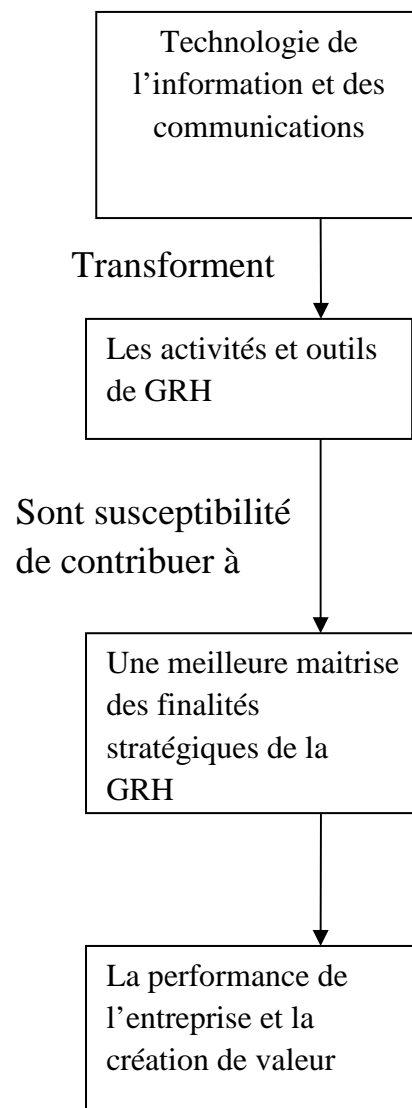 Technologie de
l’information et des
communications
Transforment
Les activités et outils
de GRH
Sont susceptibilité
de contribuer à
Une meilleure maitrise
des finalités
stratégiques de la
GRH
La performance de
l’entreprise et la
création de valeur